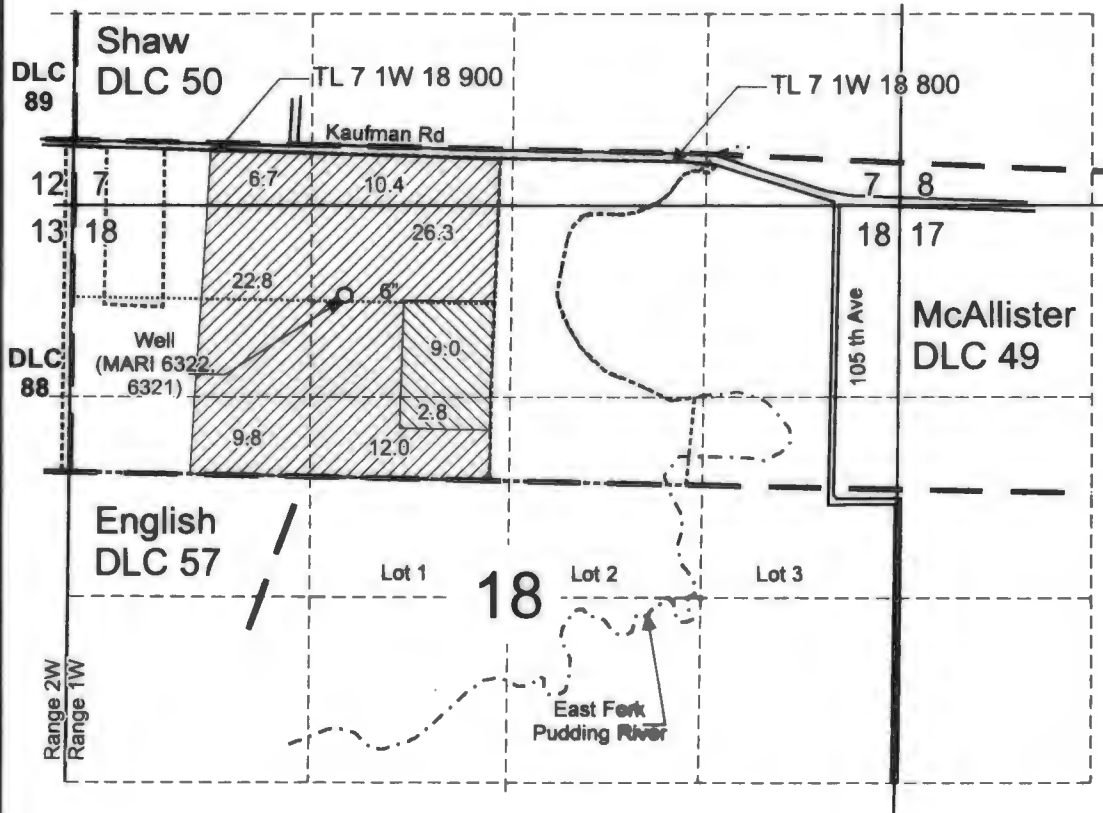 Shaw
DLC 50
DLC
89
TL 7 1W 18 900
TL 7 1W 18 800
Kaufman Rd
12 7
6.7
10.4
7 8
13 18
26.3
18 17
22.8
6"
Well
(MARI 6322,
6321)
9.0
105 th Ave
McAllister
DLC 49
DLC
88
2.8
9.8
12.0
English
DLC 57
Lot 1
18
Lot 2
Lot 3
Range 2W
Range 1W
East Fork
Pudding River